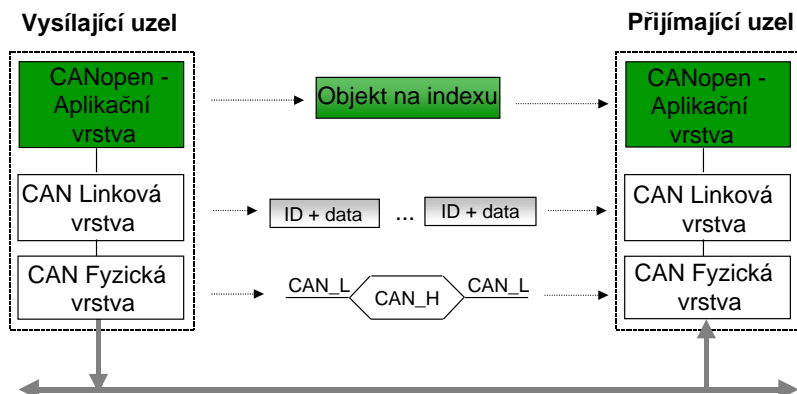 Vysílající uzel
Přijímající uzel
CANopen -
Aplikační
vrstva
Objekt na indexu
CANopen -
Aplikační
vrstva
CAN Linková
vrstva
ID + data
...
ID + data
CAN Linková
vrstva
CAN Fyzická
vrstva
CAN_L
CAN_H
CAN_L
CAN Fyzická
vrstva